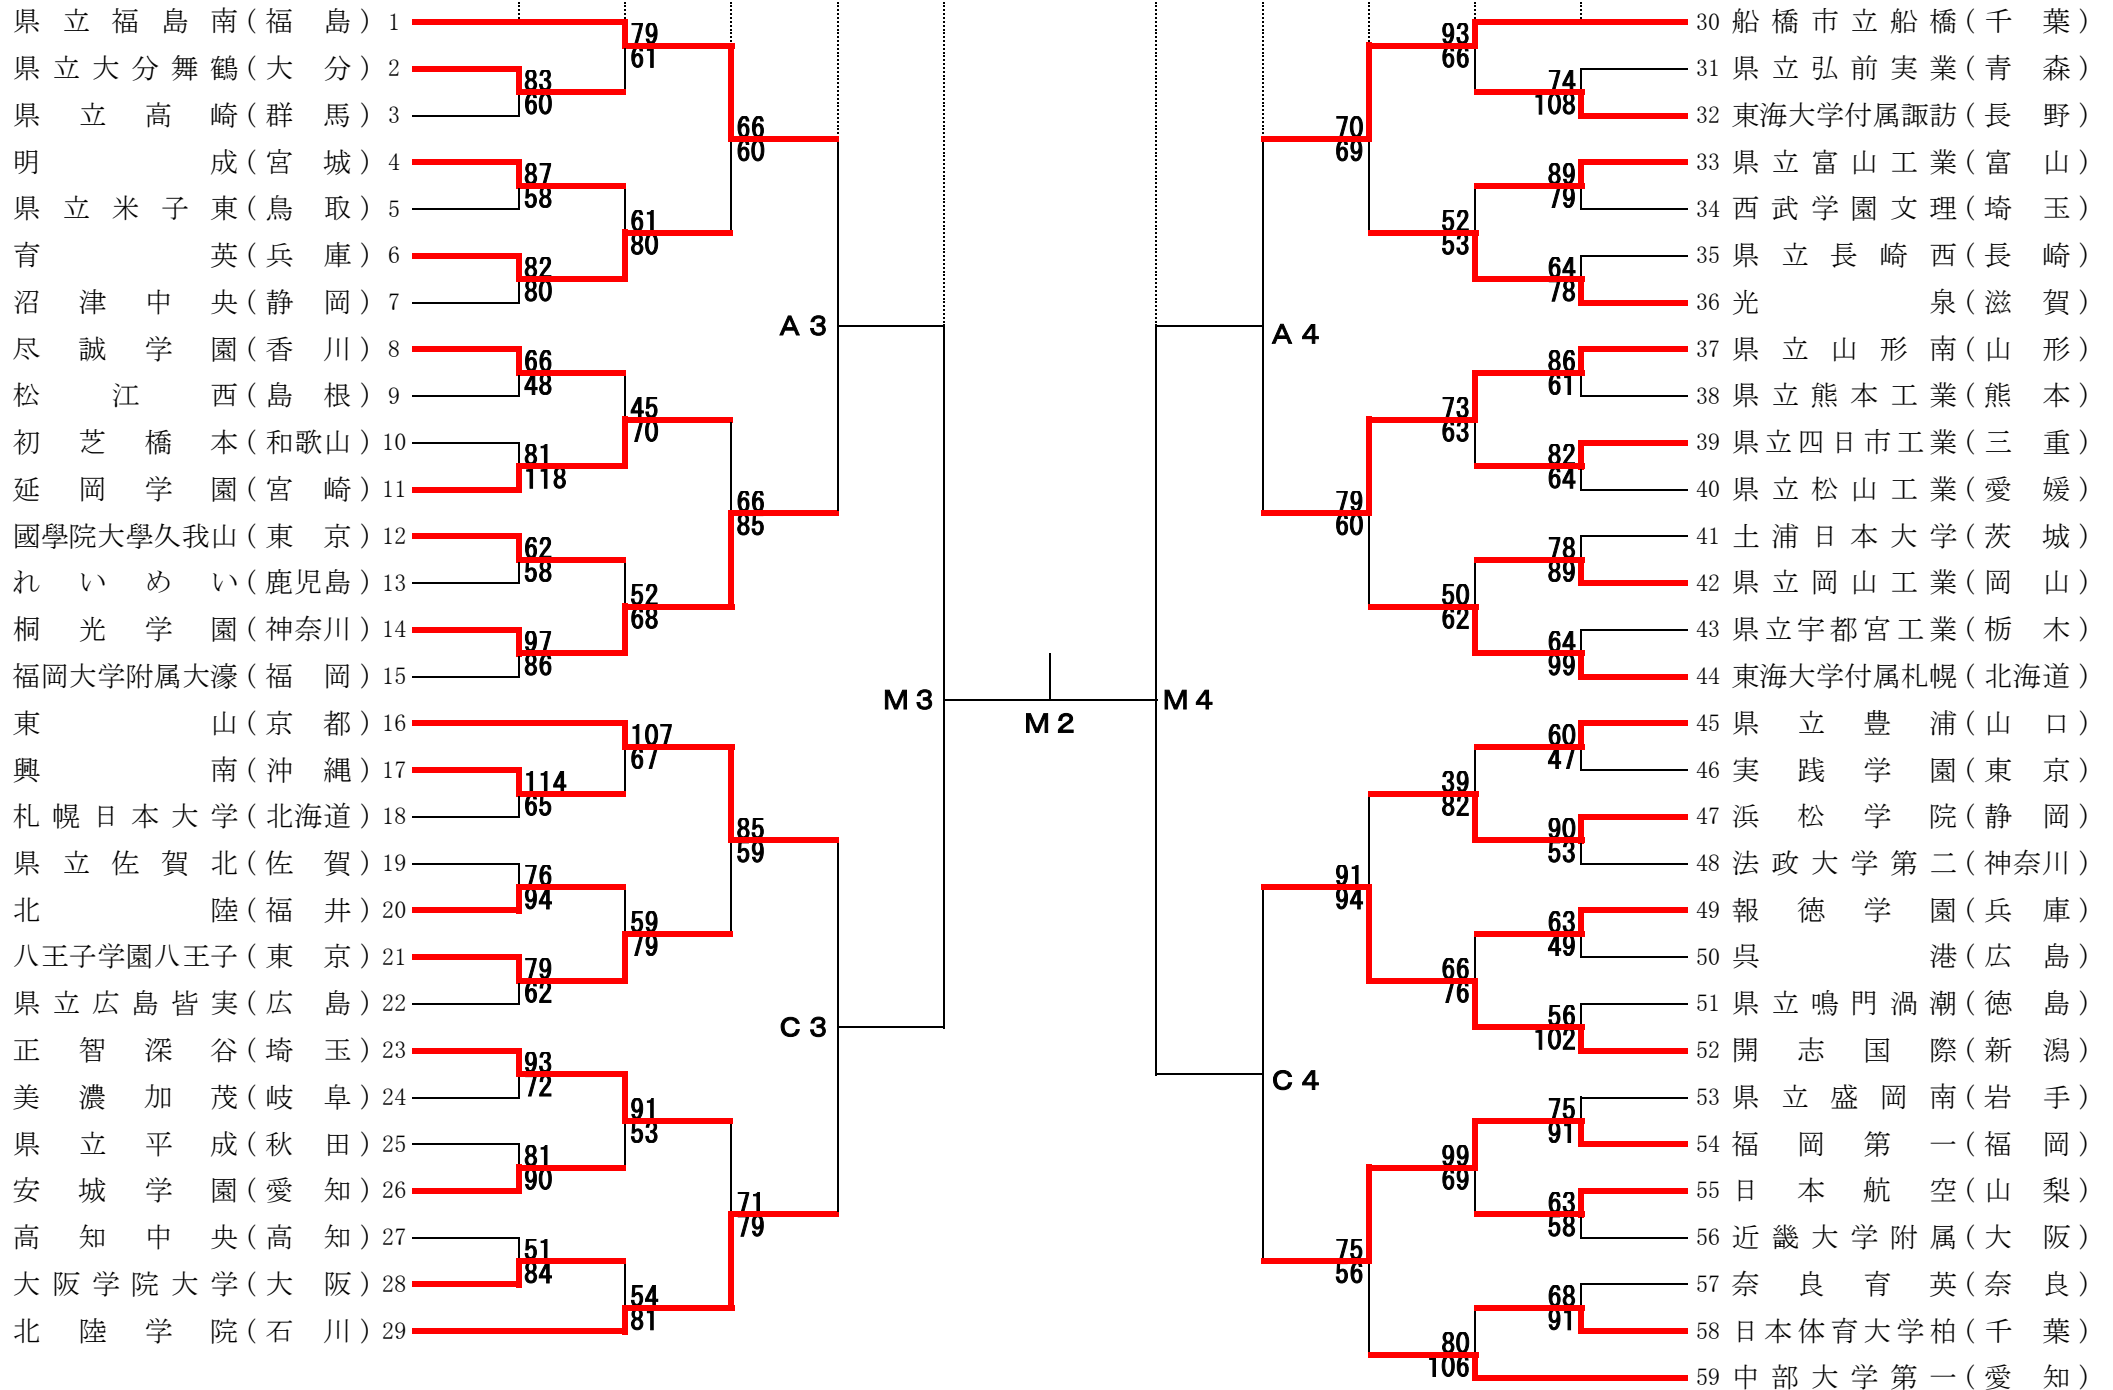 県立福島南(福島) 1
県立大分舞鶴(大分) 2
県立高崎(群馬) 3
明成(宮城) 4
県立米子東(鳥取) 5
育英(兵庫) 6
沼津中央(静岡) 7
尽誠学園(香川) 8
松江西(島根) 9
初芝橋本(和歌山) 10
延岡学園(宮崎) 11
國學院大學久我山(東京) 12
れいめい(鹿児島) 13
桐光学園(神奈川) 14
福岡大学附属大濠(福岡) 15
東山(京都) 16
興南(沖縄) 17
札幌日本大学(北海道) 18
県立佐賀北(佐賀) 19
北陸(福井) 20
八王子学園八王子(東京) 21
県立広島皆実(広島) 22
正智深谷(埼玉) 23
美濃加茂(岐阜) 24
県立平成(秋田) 25
安城学園(愛知) 26
高知中央(高知) 27
大阪学院大学(大阪) 28
北陸学院(石川) 29
83
60
87
58
82
80
66
48
81
118
62
58
97
86
114
65
76
94
79
62
93
72
81
90
51
84
79
61
61
80
45
70
52
68
107
67
59
79
91
53
54
81
66
60
66
85
85
59
71
79
A3
C3
M3
M2
M4
A4
C4
70
69
79
60
91
94
75
56
93
66
52
53
73
63
50
62
39
82
66
76
99
69
80
106
74
108
89
79
64
78
86
61
82
64
78
89
64
99
60
47
90
53
63
49
56
102
75
91
63
58
68
91
30 船橋市立船橋(千葉)
31 県立弘前実業(青森)
32 東海大学付属諏訪(長野)
33 県立富山工業(富山)
34 西武学園文理(埼玉)
35 県立長崎西(長崎)
36 光泉(滋賀)
37 県立山形南(山形)
38 県立熊本工業(熊本)
39 県立四日市工業(三重)
40 県立松山工業(愛媛)
41 土浦日本大学(茨城)
42 県立岡山工業(岡山)
43 県立宇都宮工業(栃木)
44 東海大学付属札幌(北海道)
45 県立豊浦(山口)
46 実践学園(東京)
47 浜松学院(静岡)
48 法政大学第二(神奈川)
49 報徳学園(兵庫)
50 呉港(広島)
51 県立鳴門渦潮(徳島)
52 開志国際(新潟)
53 県立盛岡南(岩手)
54 福岡第一(福岡)
55 日本航空(山梨)
56 近畿大学附属(大阪)
57 奈良育英(奈良)
58 日本体育大学柏(千葉)
59 中部大学第一(愛知)